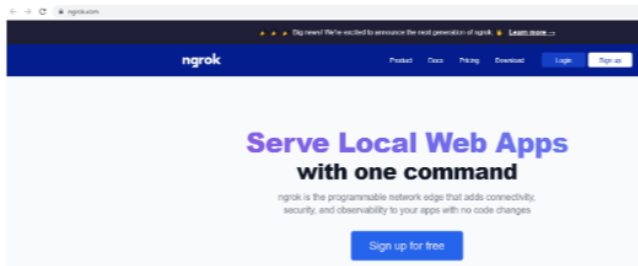 ngrok.com
Big news! We're excited to announce the next generation of ngrok. Learn more →
ngrok Product Docs Pricing Download Login Sign up
Serve Local Web Apps
with one command
ngrok is the programmable network edge that adds connectivity,
security, and observability to your apps with no code changes
Sign up for free